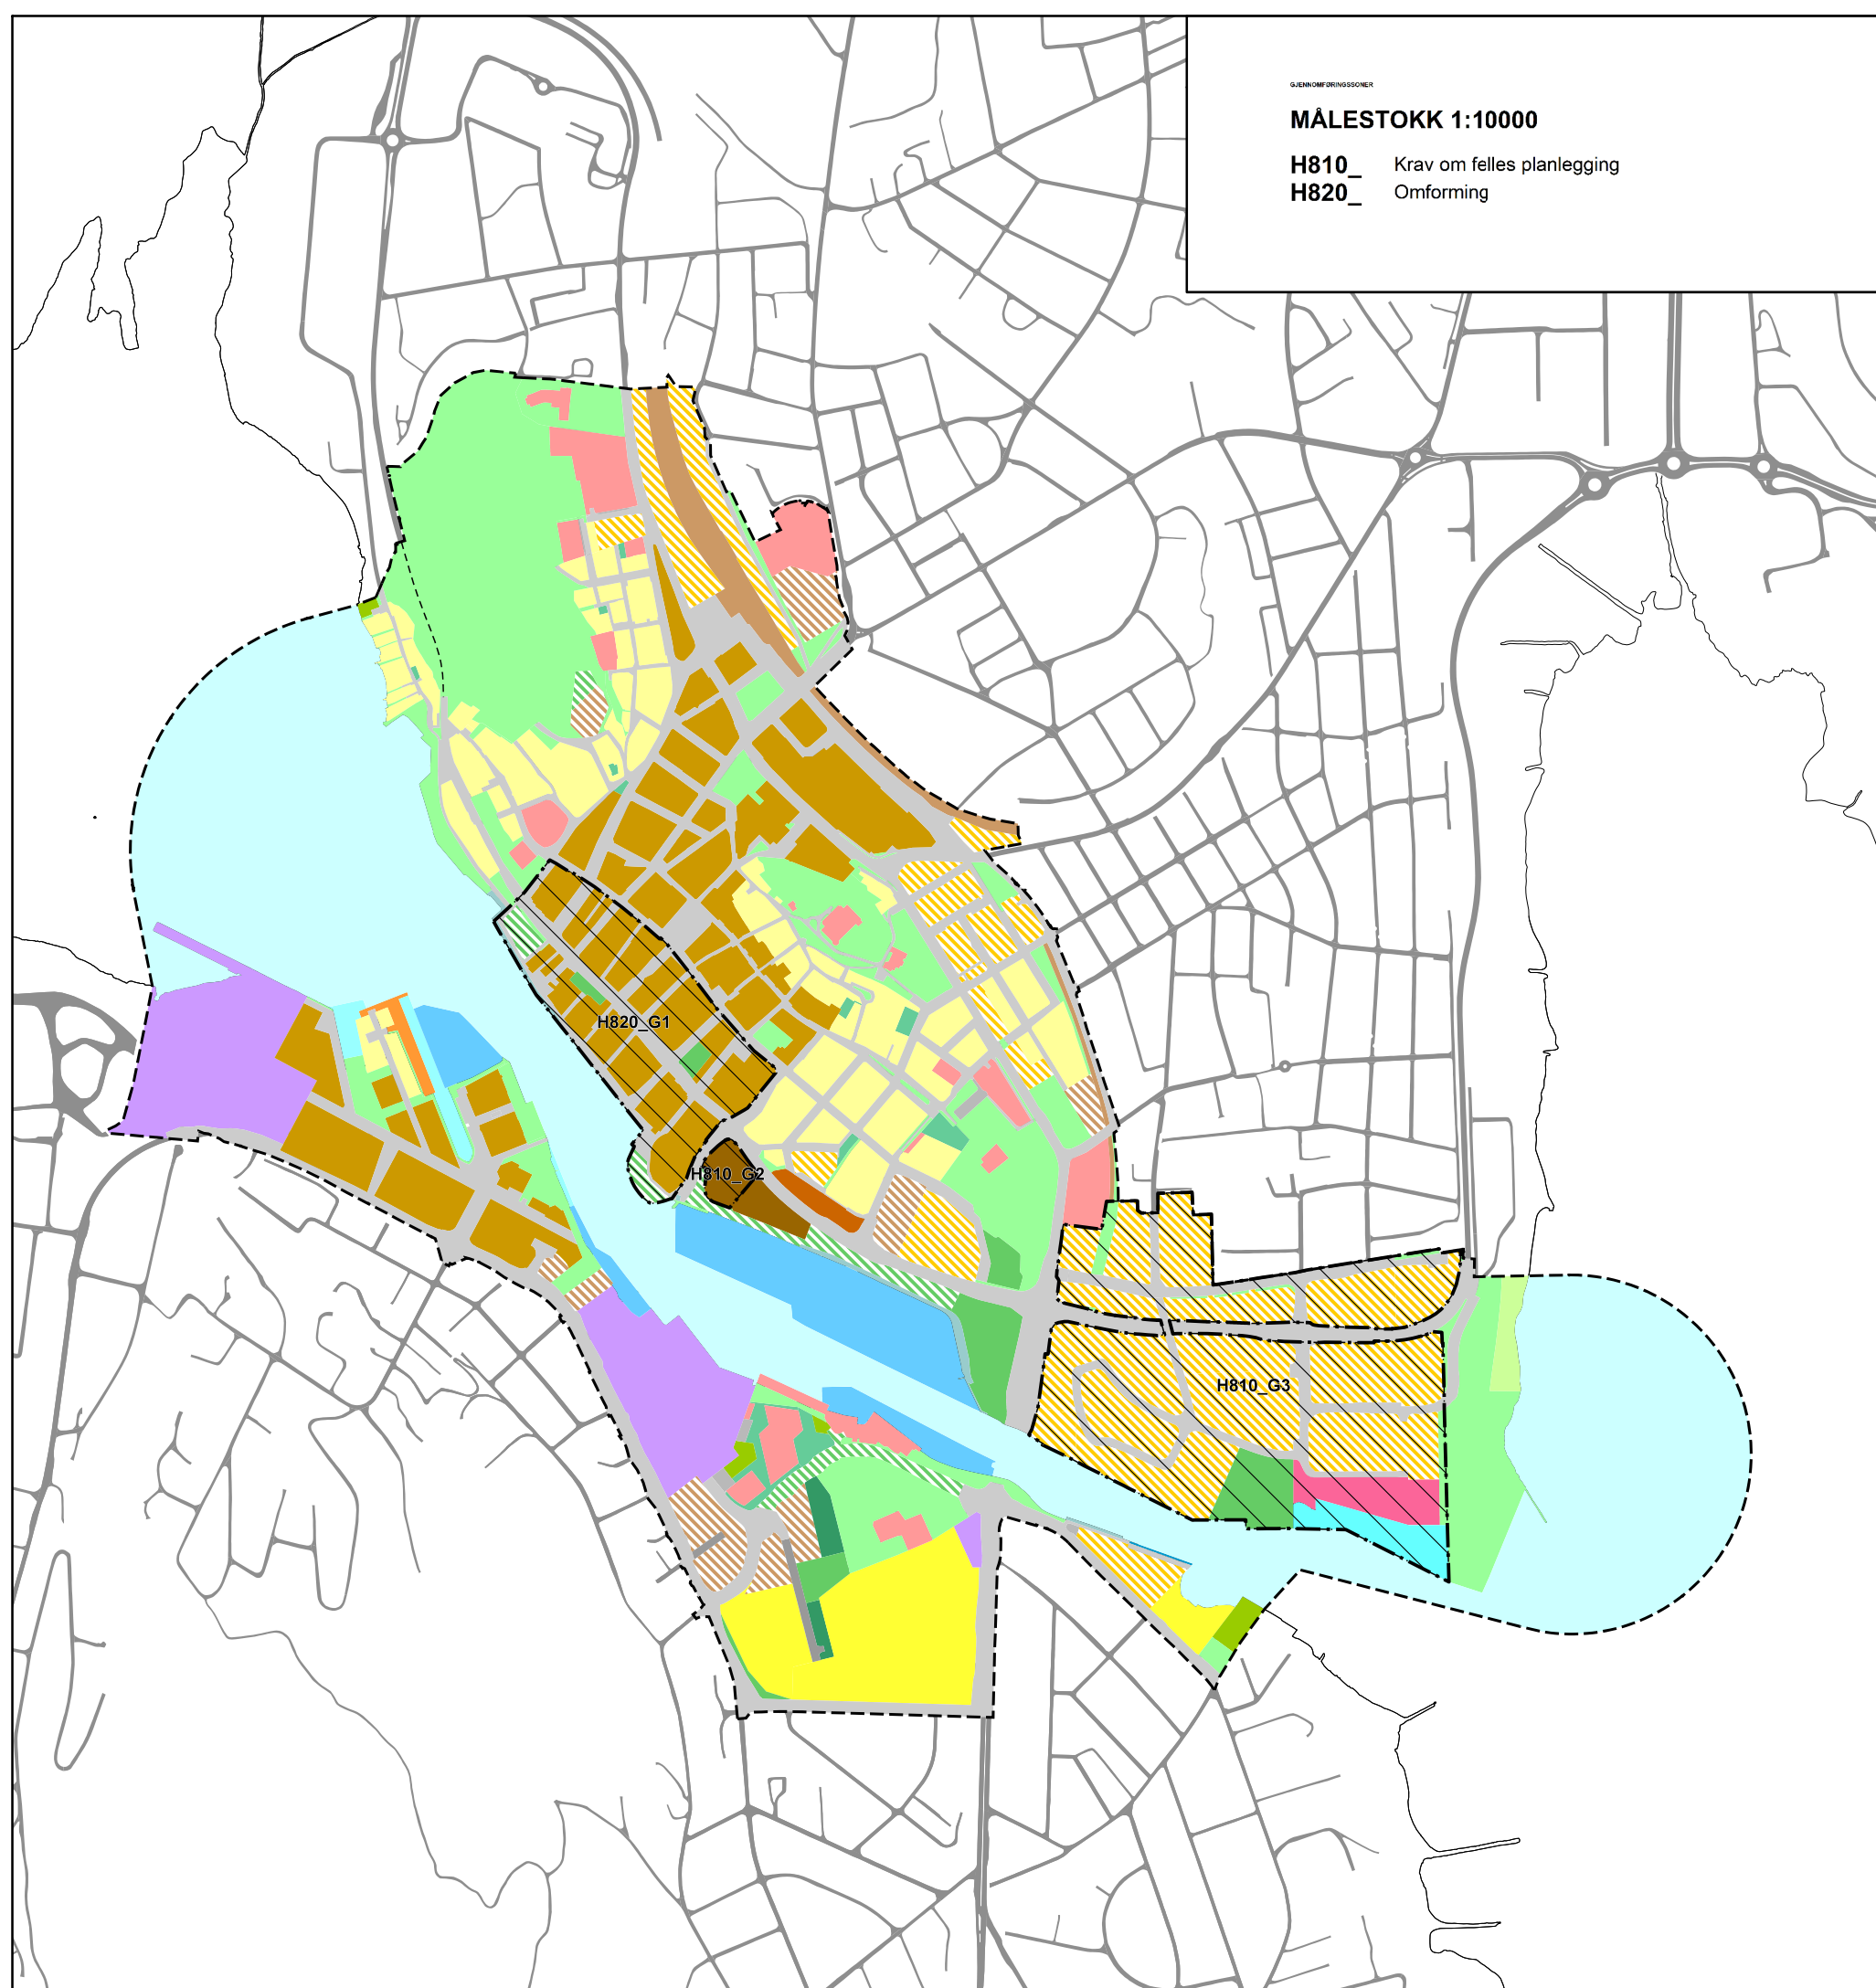 GJENNOMFØRINGSSONER
MÅLESTOKK 1:10000
H810_ Krav om felles planlegging
H820_ Omforming
H820_G1
H810_G2
H810_G3